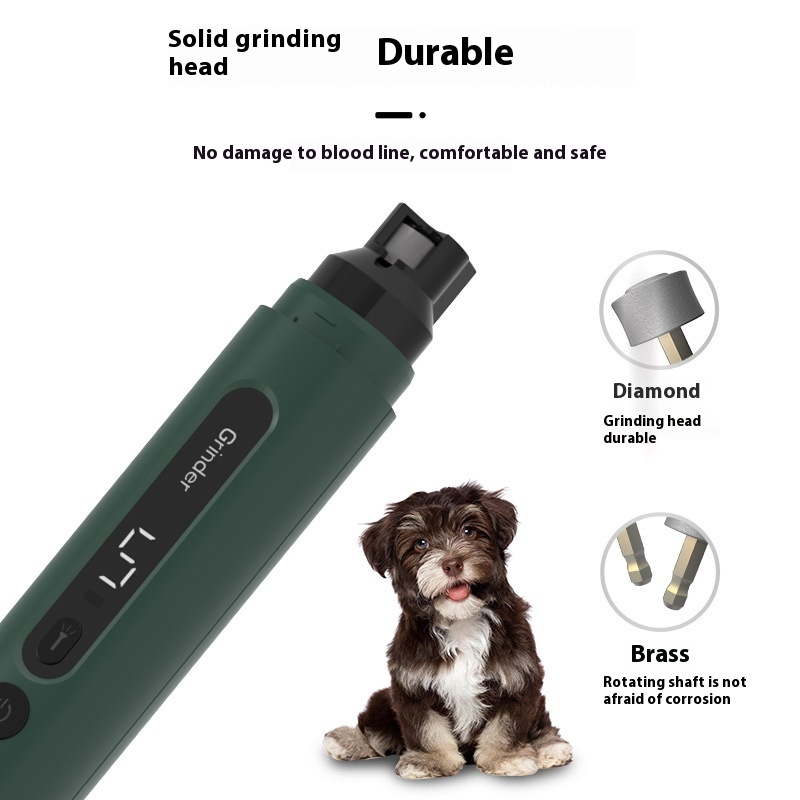 Solid grinding
head
Durable
No damage to blood line, comfortable and safe
Grinder
Diamond
Grinding head
durable
Brass
Rotating shaft is not
afraid of corrosion